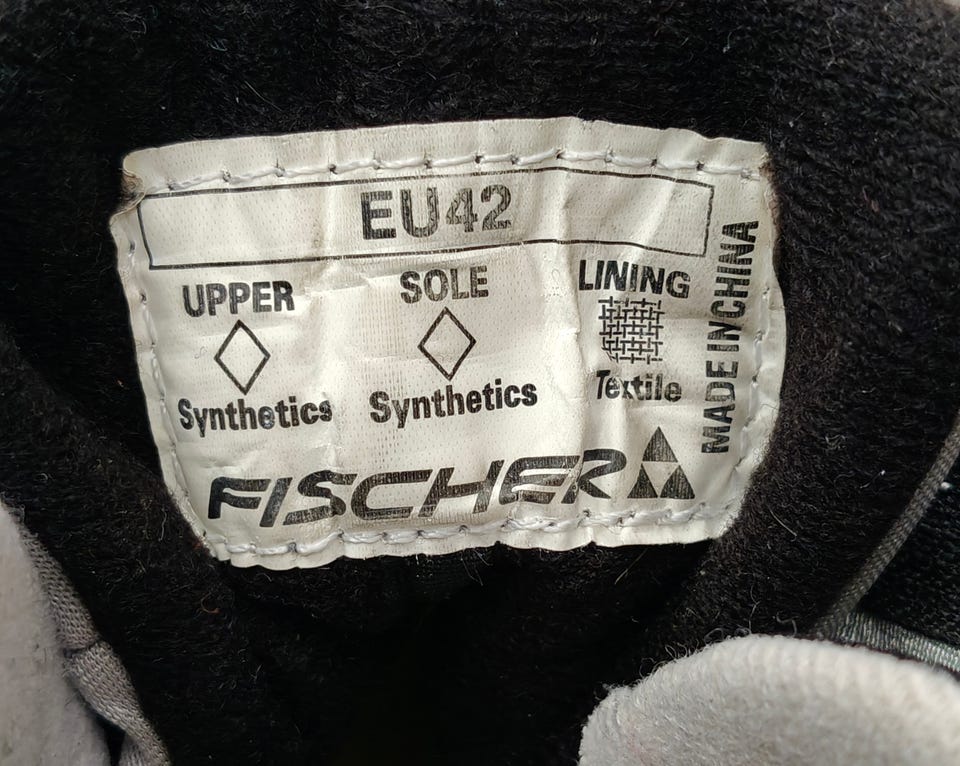 EU42
UPPER SOLE LINING
Synthetics Synthetics Textile
MADE IN CHINA
FISCHER